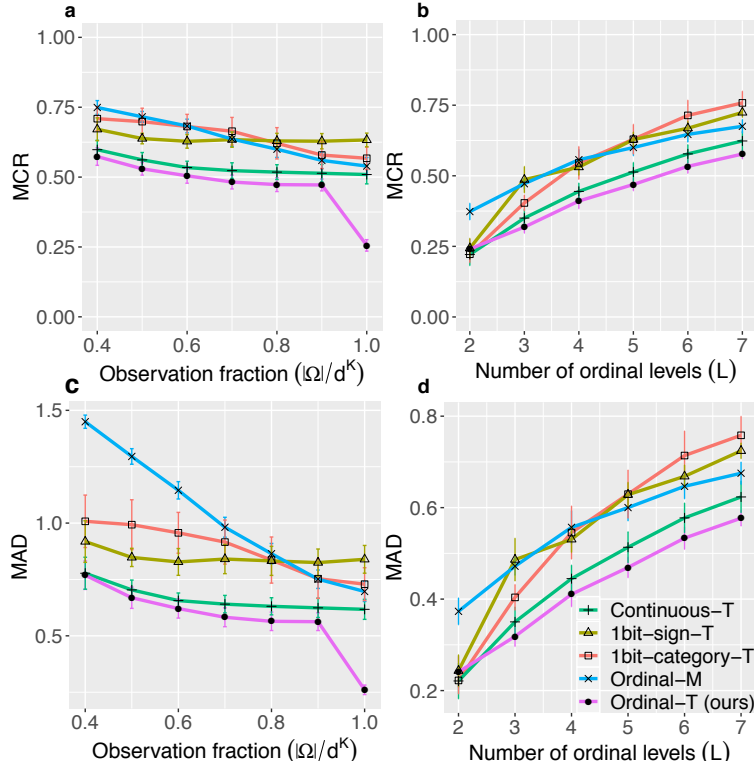 a
1.00
0.75
0.50
0.25
0.00
MCR
0.4 0.6 0.8 1.0
Observation fraction (|Ω|/d^K)
b
1.00
0.75
0.50
0.25
0.00
MCR
2 3 4 5 6 7
Number of ordinal levels (L)
c
1.5
1.0
0.5
MAD
0.4 0.6 0.8 1.0
Observation fraction (|Ω|/d^K)
d
0.8
0.6
0.4
0.2
MAD
Continuous-T
1bit-sign-T
1bit-category-T
Ordinal-M
Ordinal-T (ours)
2 3 4 5 6 7
Number of ordinal levels (L)